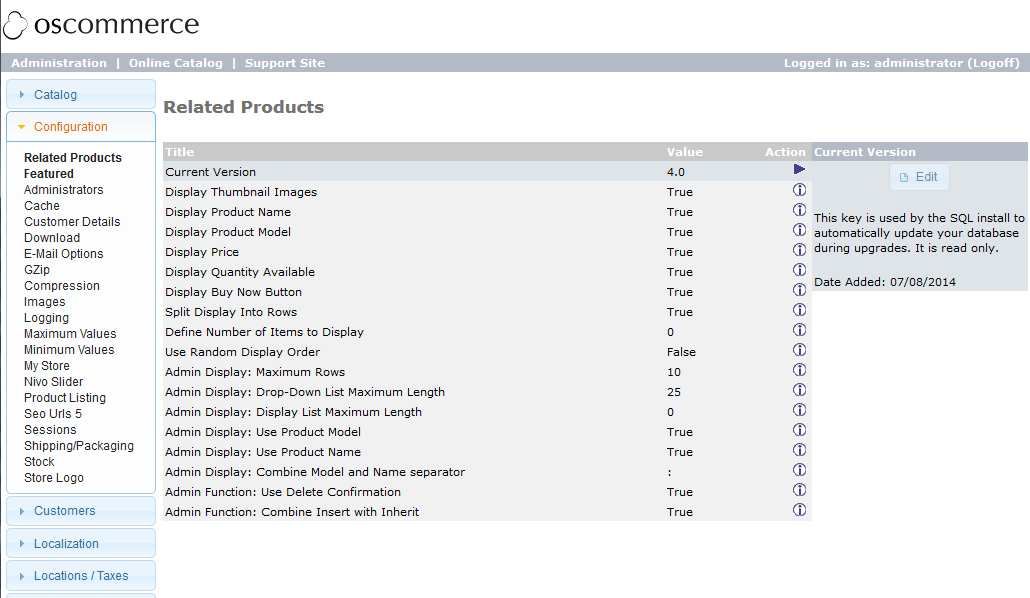 oscommerce
Administration | Online Catalog | Support Site
Logged in as: administrator (Logoff)
Catalog
Configuration
Related Products
Featured
Administrators
Cache
Customer Details
Download
E-Mail Options
GZip
Compression
Images
Logging
Maximum Values
Minimum Values
My Store
Nivo Slider
Product Listing
Seo Urls 5
Sessions
Shipping/Packaging
Stock
Store Logo
Customers
Localization
Locations / Taxes
Related Products
Title Value Action
Current Version 4.0
Display Thumbnail Images True
Display Product Name True
Display Product Model True
Display Price True
Display Quantity Available True
Display Buy Now Button True
Split Display Into Rows True
Define Number of Items to Display 0
Use Random Display Order False
Admin Display: Maximum Rows 10
Admin Display: Drop-Down List Maximum Length 25
Admin Display: Display List Maximum Length 0
Admin Display: Use Product Model True
Admin Display: Use Product Name True
Admin Display: Combine Model and Name separator :
Admin Function: Use Delete Confirmation True
Admin Function: Combine Insert with Inherit True
Current Version
Edit
This key is used by the SQL install to
automatically update your database
during upgrades. It is read only.
Date Added: 07/08/2014